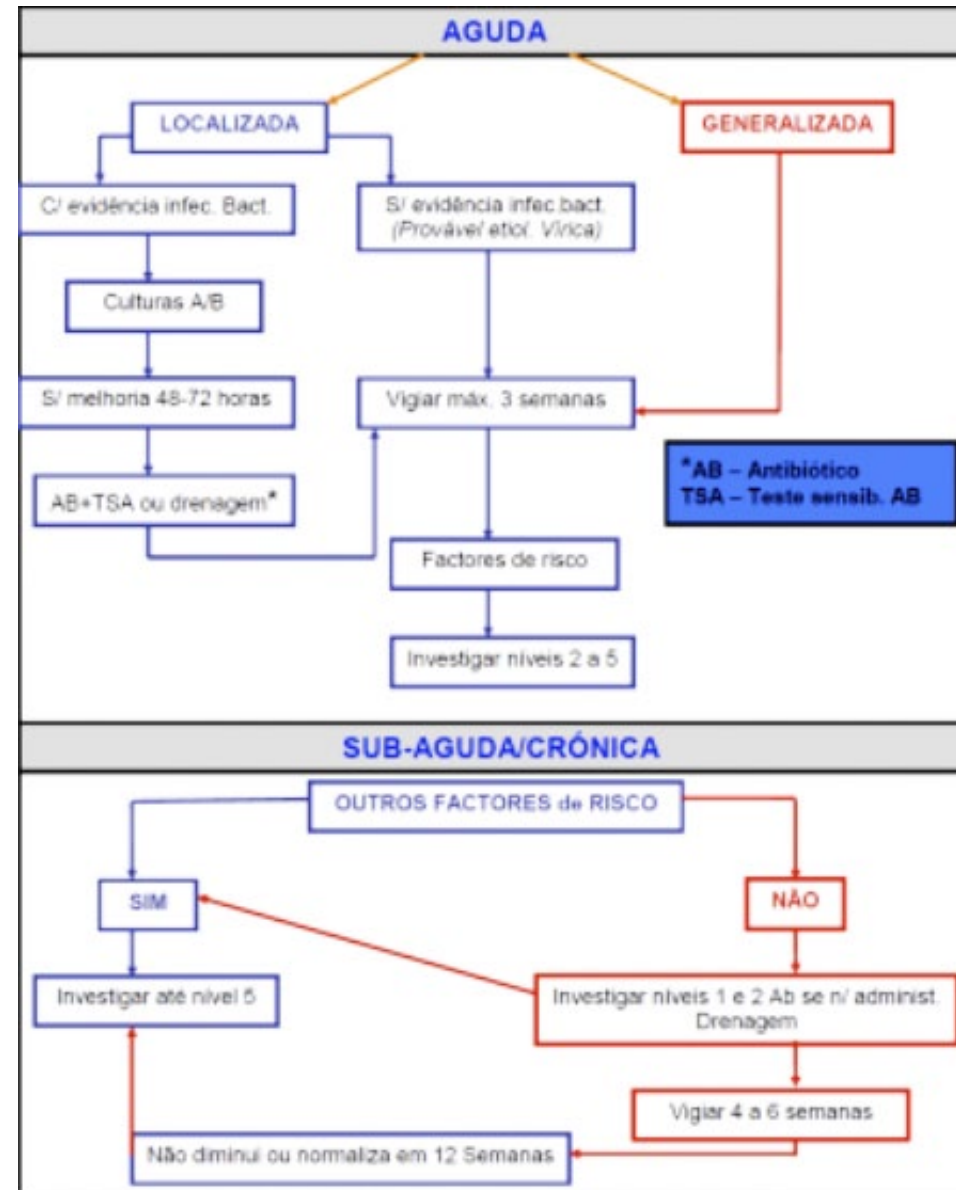 AGUDA
LOCALIZADA
GENERALIZADA
C/ evidência infec. Bact.
S/ evidência infec.bact.
(Provável etiol. Vírica)
Culturas A/B
S/ melhoria 48-72 horas
Vigiar máx. 3 semanas
*AB – Antibiótico
TSA – Teste sensib. AB
AB+TSA ou drenagem*
Factores de risco
Investigar níveis 2 a 5
SUB-AGUDA/CRÓNICA
OUTROS FACTORES de RISCO
SIM
NÃO
Investigar até nível 5
Investigar níveis 1 e 2 Ab se n/ administ.
Drenagem
Vigiar 4 a 6 semanas
Não diminui ou normaliza em 12 Semanas